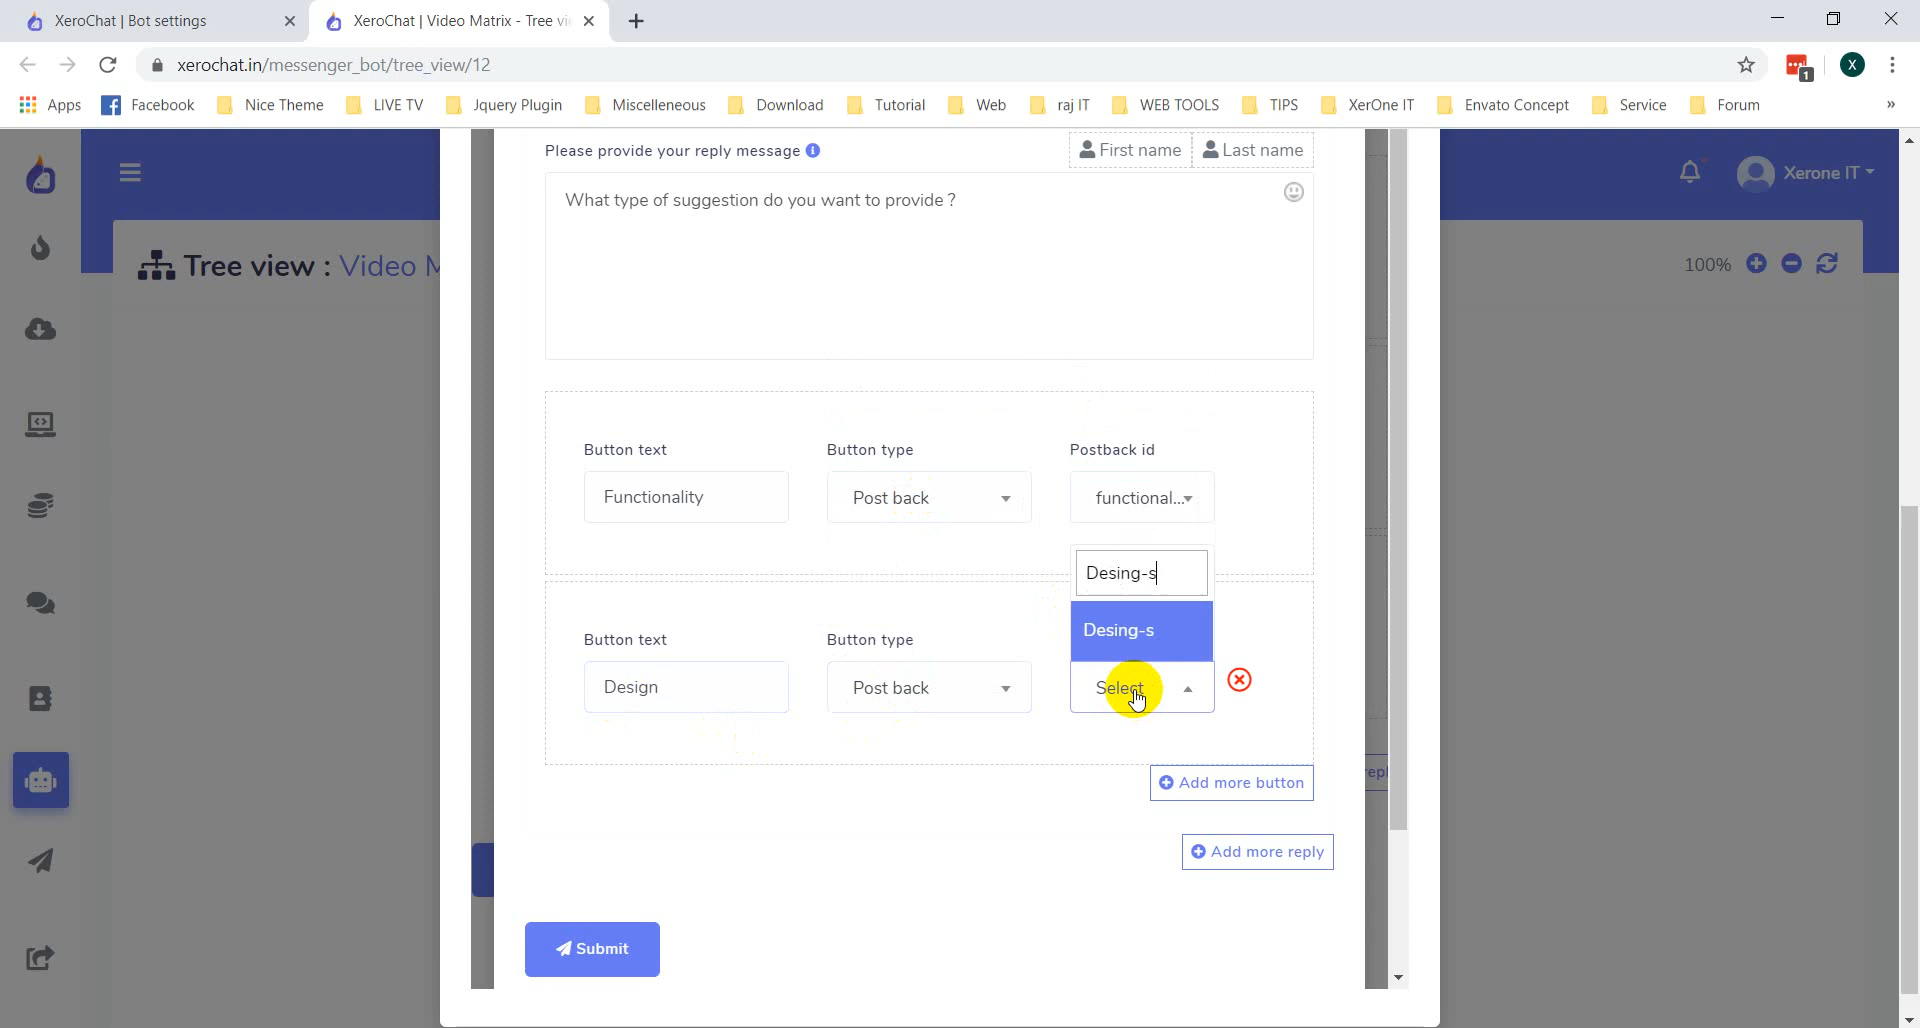 XeroChat | Bot settings
XeroChat | Video Matrix - Tree vi
xerochat.in/messenger_bot/tree_view/12
1
X
Apps
Facebook
Nice Theme
LIVE TV
Jquery Plugin
Miscelleneous
Download
Tutorial
Web
raj IT
WEB TOOLS
TIPS
XerOne IT
Envato Concept
Service
Forum
»
Xerone IT
Tree view : Video M
100%
Please provide your reply message
First name
Last name
What type of suggestion do you want to provide ?
Button text
Button type
Postback id
Functionality
Post back
functional...
Desing-s
Desing-s
Button text
Button type
Design
Post back
Select
Add more button
repl
Add more reply
Submit